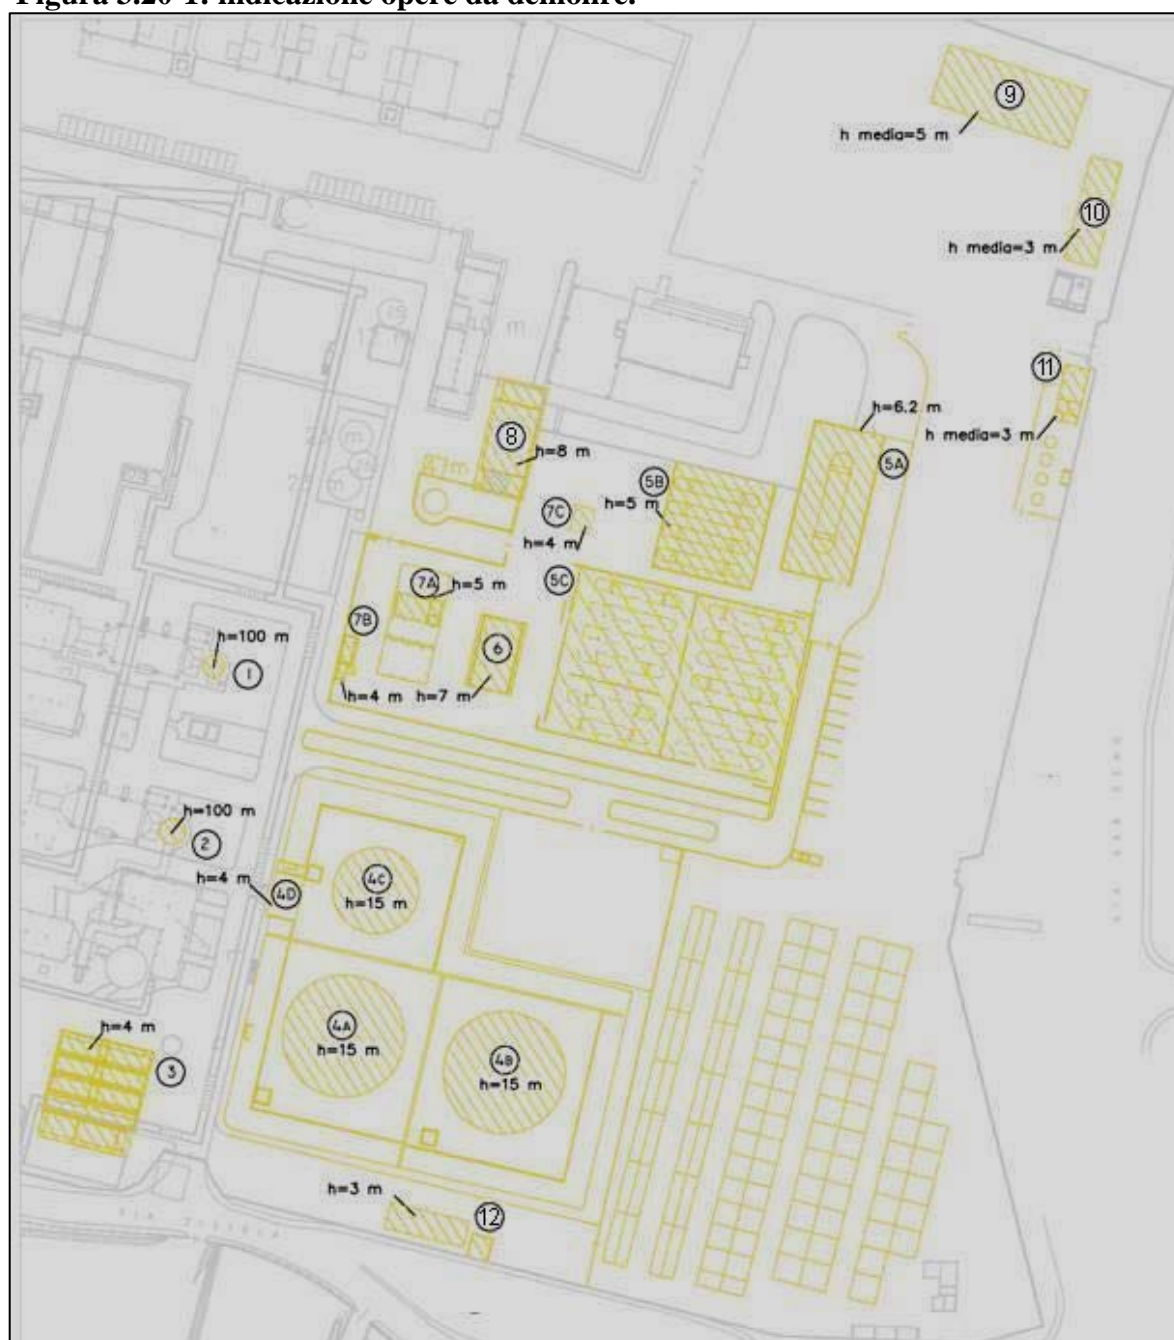 Figura 3.20-1: indicazione opere da demolire.
9
h media=5 m
10
h media=3 m
11
h=6.2 m
h media=3 m
8
h=8 m
5A
5B
h=5 m
7C
h=4 m
5C
7A
h=5 m
7B
6
h=100 m
1
h=4 m
h=7 m
h=100 m
2
h=4 m
4D
4C
h=15 m
4A
h=15 m
4B
h=15 m
h=4 m
3
h=3 m
12